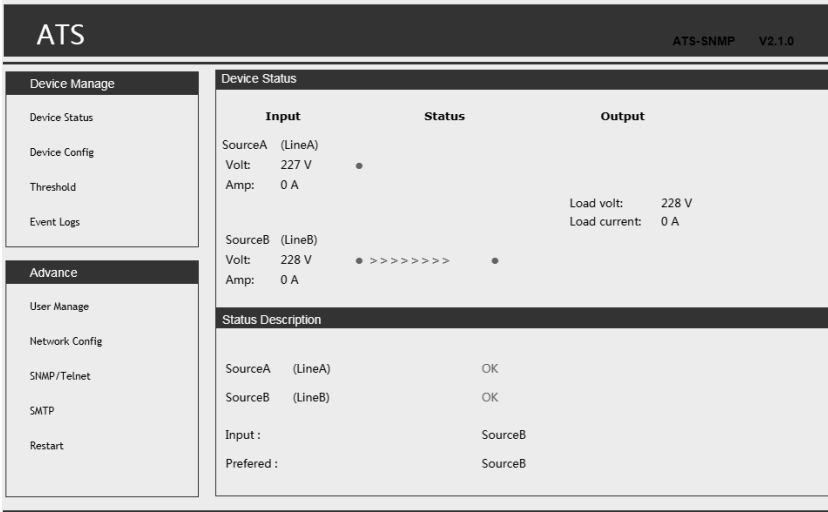 ATS
ATS-SNMP V2.1.0
Device Manage
Device Status
Device Config
Threshold
Event Logs
Advance
User Manage
Network Config
SNMP/Telnet
SMTP
Restart
Device Status
Input Status Output
SourceA (LineA)
Volt: 227 V
Amp: 0 A
Load volt: 228 V
Load current: 0 A
SourceB (LineB)
Volt: 228 V ● >>>>>>>> ●
Amp: 0 A
Status Description
SourceA (LineA) OK
SourceB (LineB) OK
Input : SourceB
Prefered : SourceB